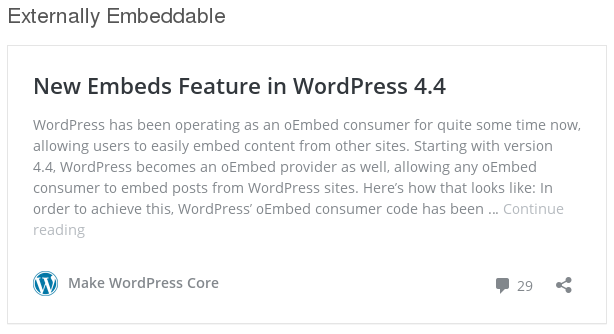 Externally Embeddable
New Embeds Feature in WordPress 4.4
WordPress has been operating as an oEmbed consumer for quite some time now,
allowing users to easily embed content from other sites. Starting with version
4.4, WordPress becomes an oEmbed provider as well, allowing any oEmbed
consumer to embed posts from WordPress sites. Here’s how that looks like: In
order to achieve this, WordPress’ oEmbed consumer code has been ... Continue
reading
Make WordPress Core 29